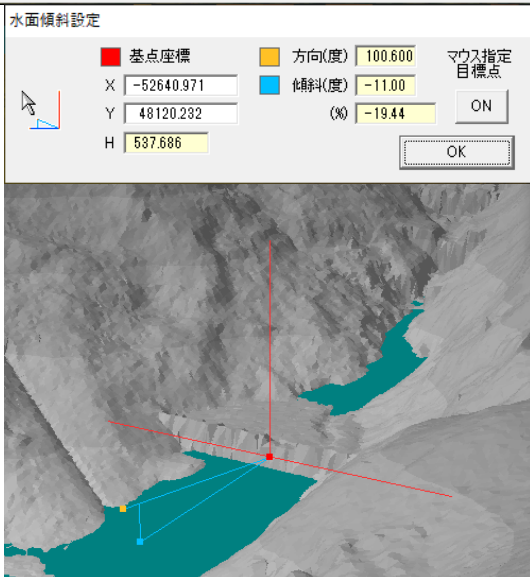 水面傾斜設定
基点座標
X -52640.971
Y 48120.232
H 537.686
方向(度) 100.600
傾斜(度) -11.00
(%) -19.44
マウス指定
目標点
ON
OK